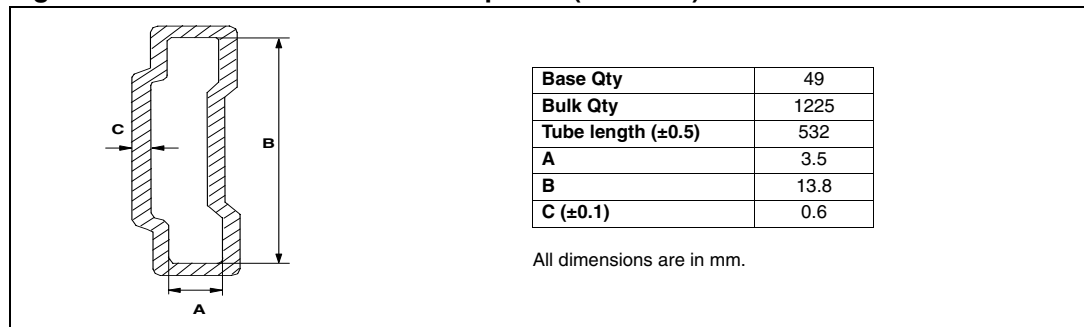 C
B
A
Base Qty 49
Bulk Qty 1225
Tube length (±0.5) 532
A 3.5
B 13.8
C (±0.1) 0.6
All dimensions are in mm.